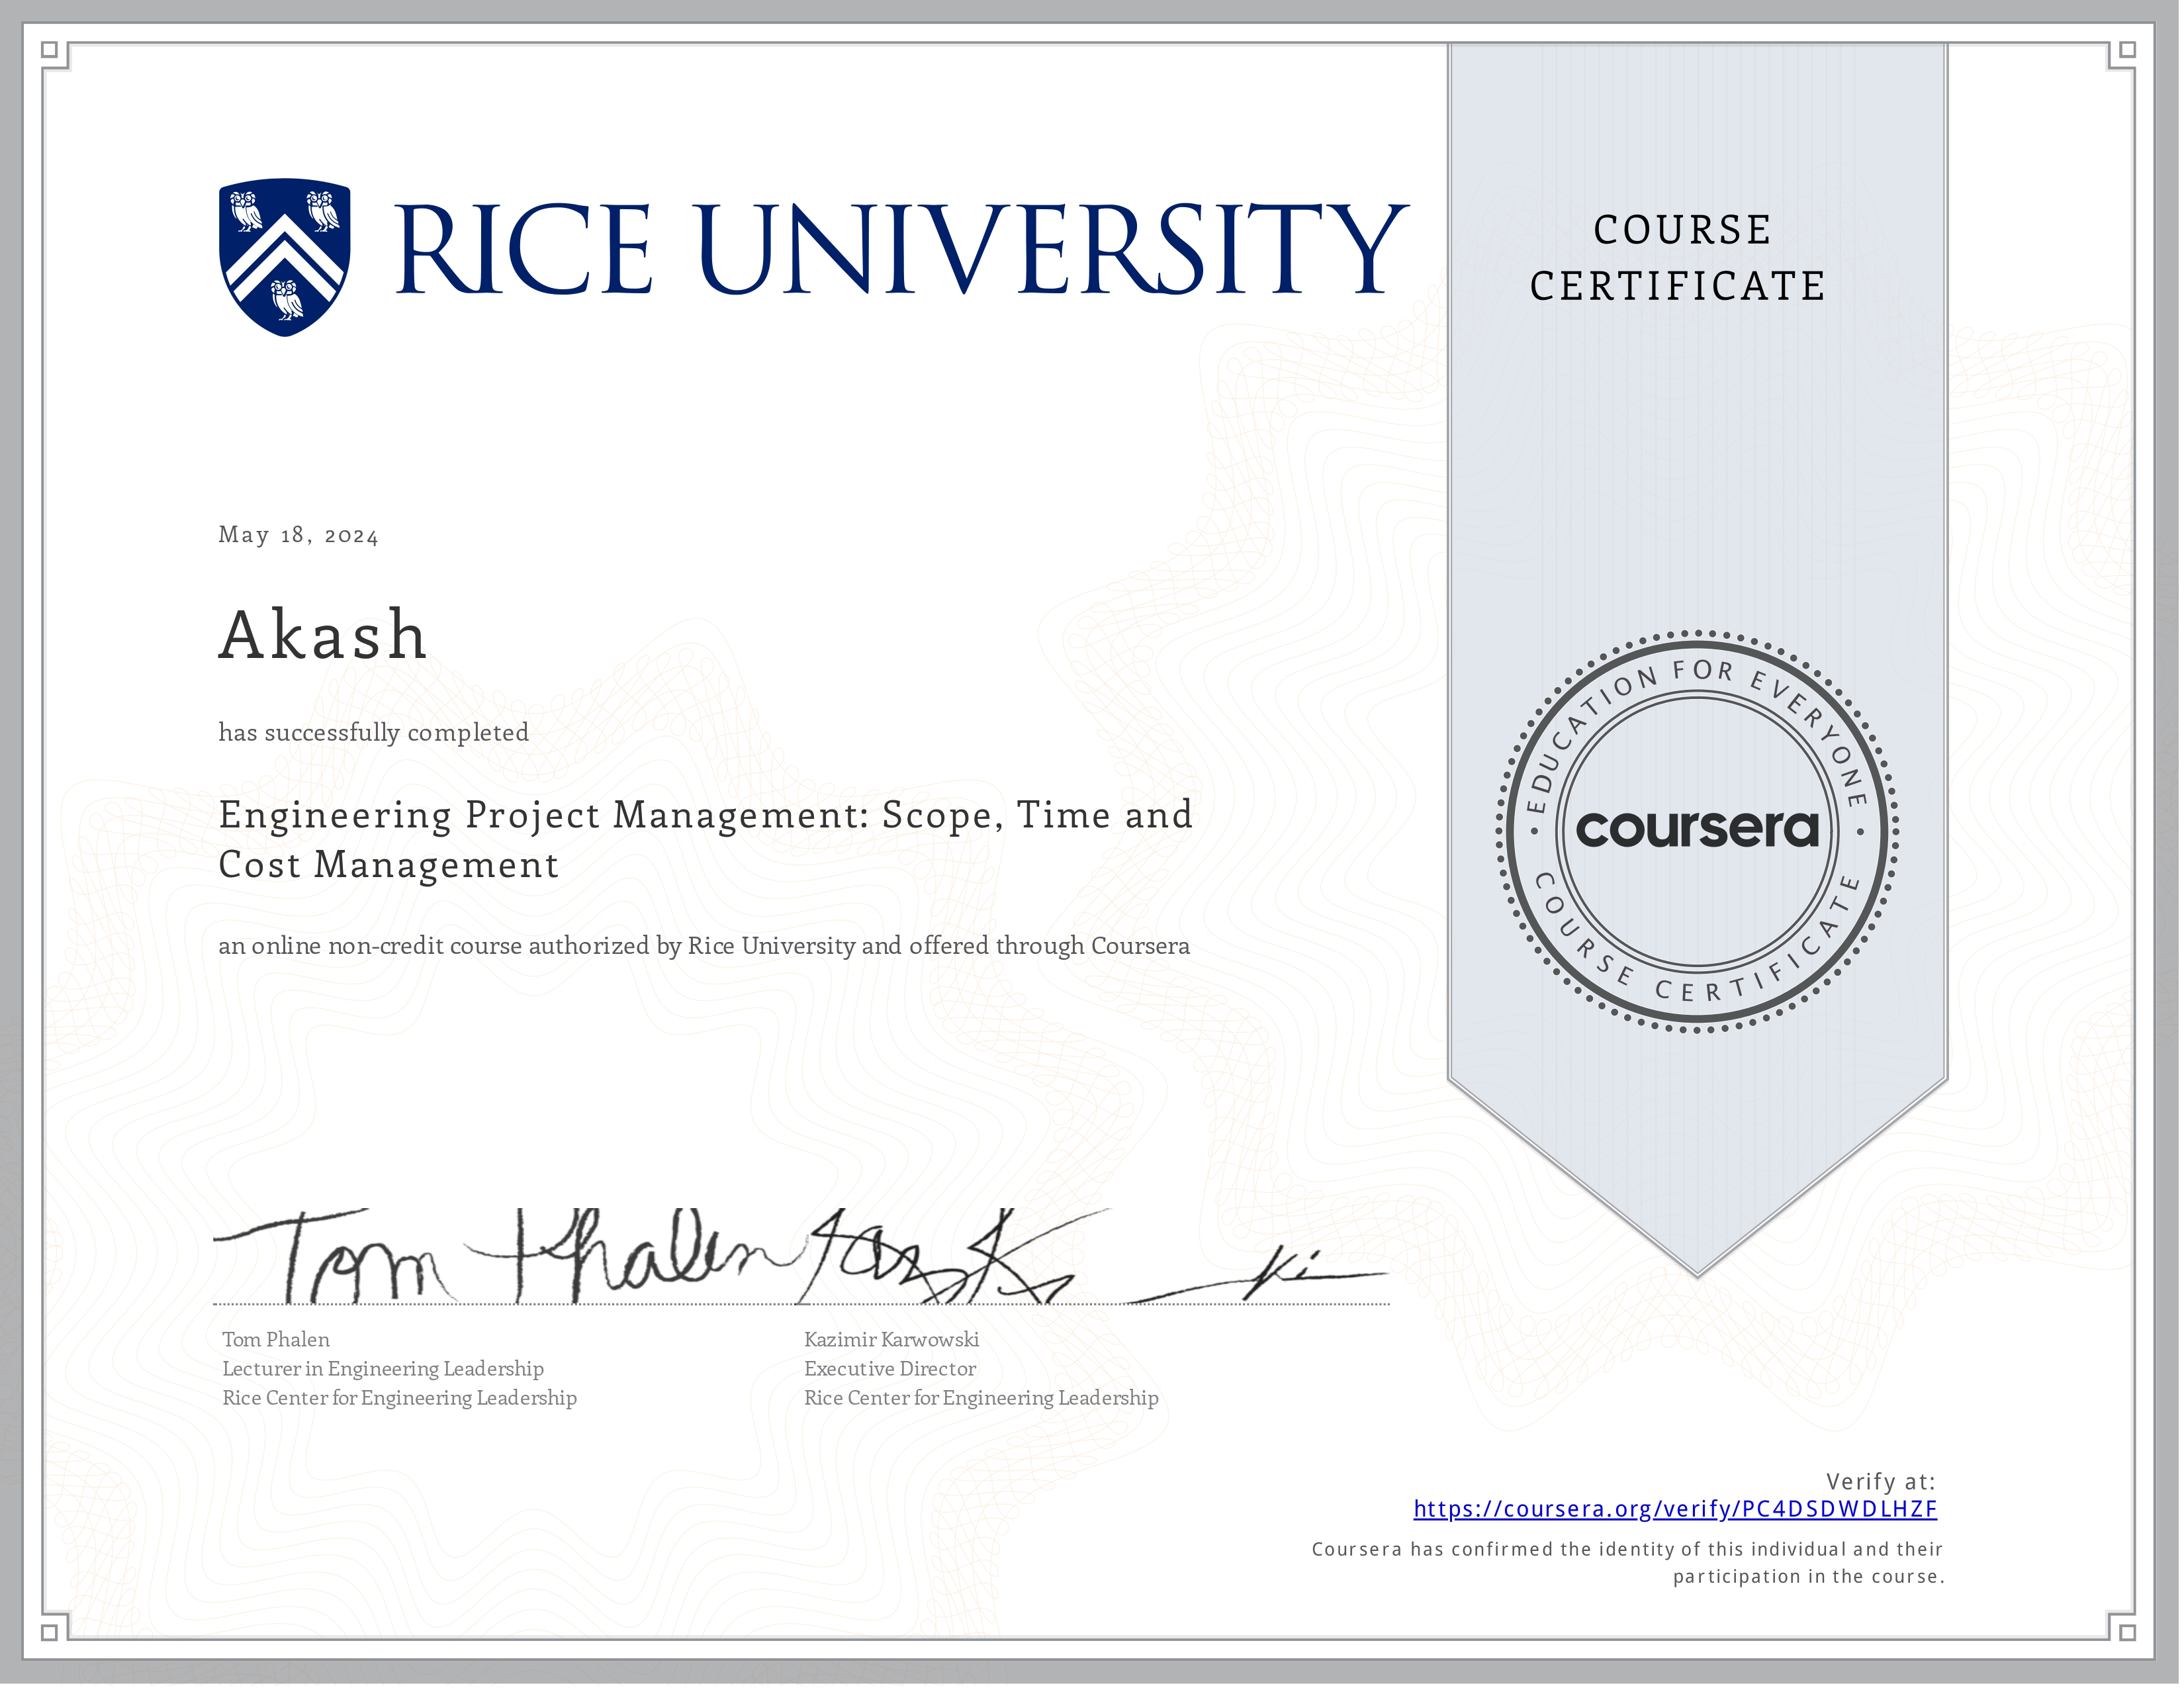 RICE UNIVERSITY
COURSE
CERTIFICATE
May 18, 2024
Akash
has successfully completed
Engineering Project Management: Scope, Time and
Cost Management
an online non-credit course authorized by Rice University and offered through Coursera
EDUCATION FOR EVERYONE
coursera
COURSE CERTIFICATE
Tom Phalen
Tom Phalen
Lecturer in Engineering Leadership
Rice Center for Engineering Leadership
Kazimir Karwowski
Executive Director
Rice Center for Engineering Leadership
Verify at:
https://coursera.org/verify/PC4DSDWDLHZF
Coursera has confirmed the identity of this individual and their
participation in the course.